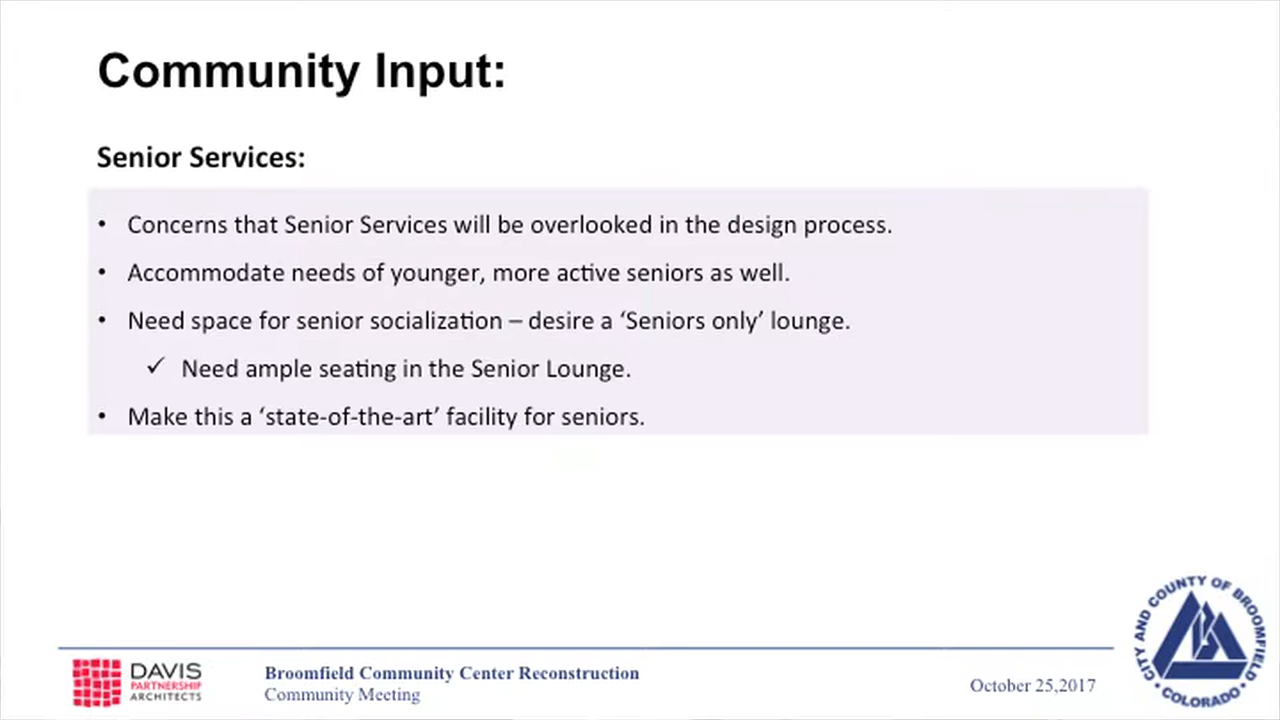 Community Input:
Senior Services:
• Concerns that Senior Services will be overlooked in the design process.
• Accommodate needs of younger, more active seniors as well.
• Need space for senior socialization – desire a ‘Seniors only’ lounge.
✓ Need ample seating in the Senior Lounge.
• Make this a ‘state-of-the-art’ facility for seniors.
DAVIS
PARTNERSHIP
ARCHITECTS
Broomfield Community Center Reconstruction
Community Meeting
October 25,2017
CITY AND COUNTY OF BROOMFIELD
• COLORADO •